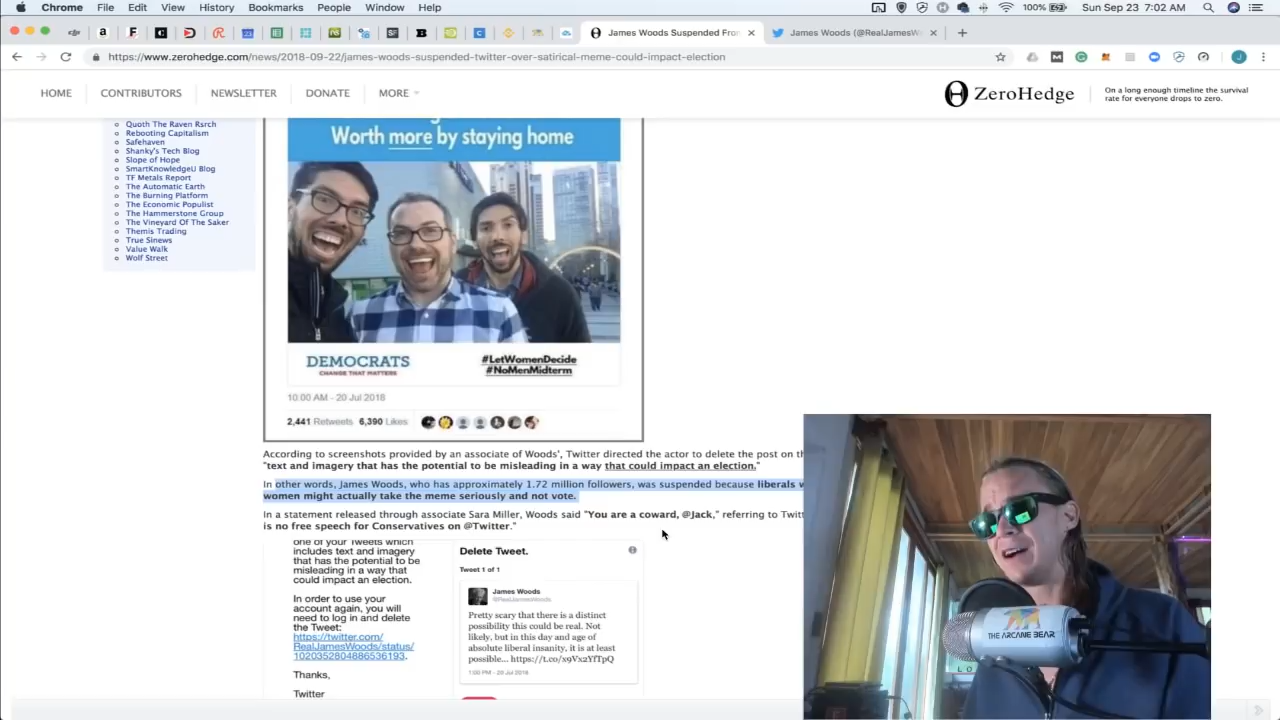 Chrome File Edit View History Bookmarks People Window Help
100% Sun Sep 23 7:02 AM
James Woods Suspended From
James Woods (@RealJamesWo
https://www.zerohedge.com/news/2018-09-22/james-woods-suspended-twitter-over-satirical-meme-could-impact-election
HOME CONTRIBUTORS NEWSLETTER DONATE MORE
ZeroHedge
On a long enough timeline the survival
rate for everyone drops to zero.
Quoth The Raven Rsrch
Rebooting Capitalism
Safehaven
Shanky's Tech Blog
Slope of Hope
SmartKnowledgeU Blog
TF Metals Report
The Automatic Earth
The Burning Platform
The Economic Populist
The Hammerstone Group
The Vineyard Of The Saker
Themis Trading
True Sinews
Value Walk
Wolf Street
Worth more by staying home
DEMOCRATS
CHANGE THAT MATTERS
#LetWomenDecide
#NoMenMidterm
10:00 AM - 20 Jul 2018
2,441 Retweets 6,390 Likes
According to screenshots provided by an associate of Woods', Twitter directed the actor to delete the post on th
"text and imagery that has the potential to be misleading in a way that could impact an election."
In other words, James Woods, who has approximately 1.72 million followers, was suspended because liberals w
women might actually take the meme seriously and not vote.
In a statement released through associate Sara Miller, Woods said "You are a coward, @Jack," referring to Twitt
is no free speech for Conservatives on @Twitter."
one of your Tweets which
includes text and imagery
that has the potential to be
misleading in a way that
could impact an election.
In order to use your
account again, you will
need to log in and delete
the Tweet:
https://twitter.com/
RealJamesWoods/status/
1020352804886536193.
Thanks,
Twitter
Delete Tweet.
Tweet 1 of 1
James Woods
@RealJamesWoods
Pretty scary that there is a distinct
possibility this could be real. Not
likely, but in this day and age of
absolute liberal insanity, it is at least
possible... https://t.co/x9Vx2YfTpQ
1:00 PM - 20 Jul 2018
THE ARCANE BEAR